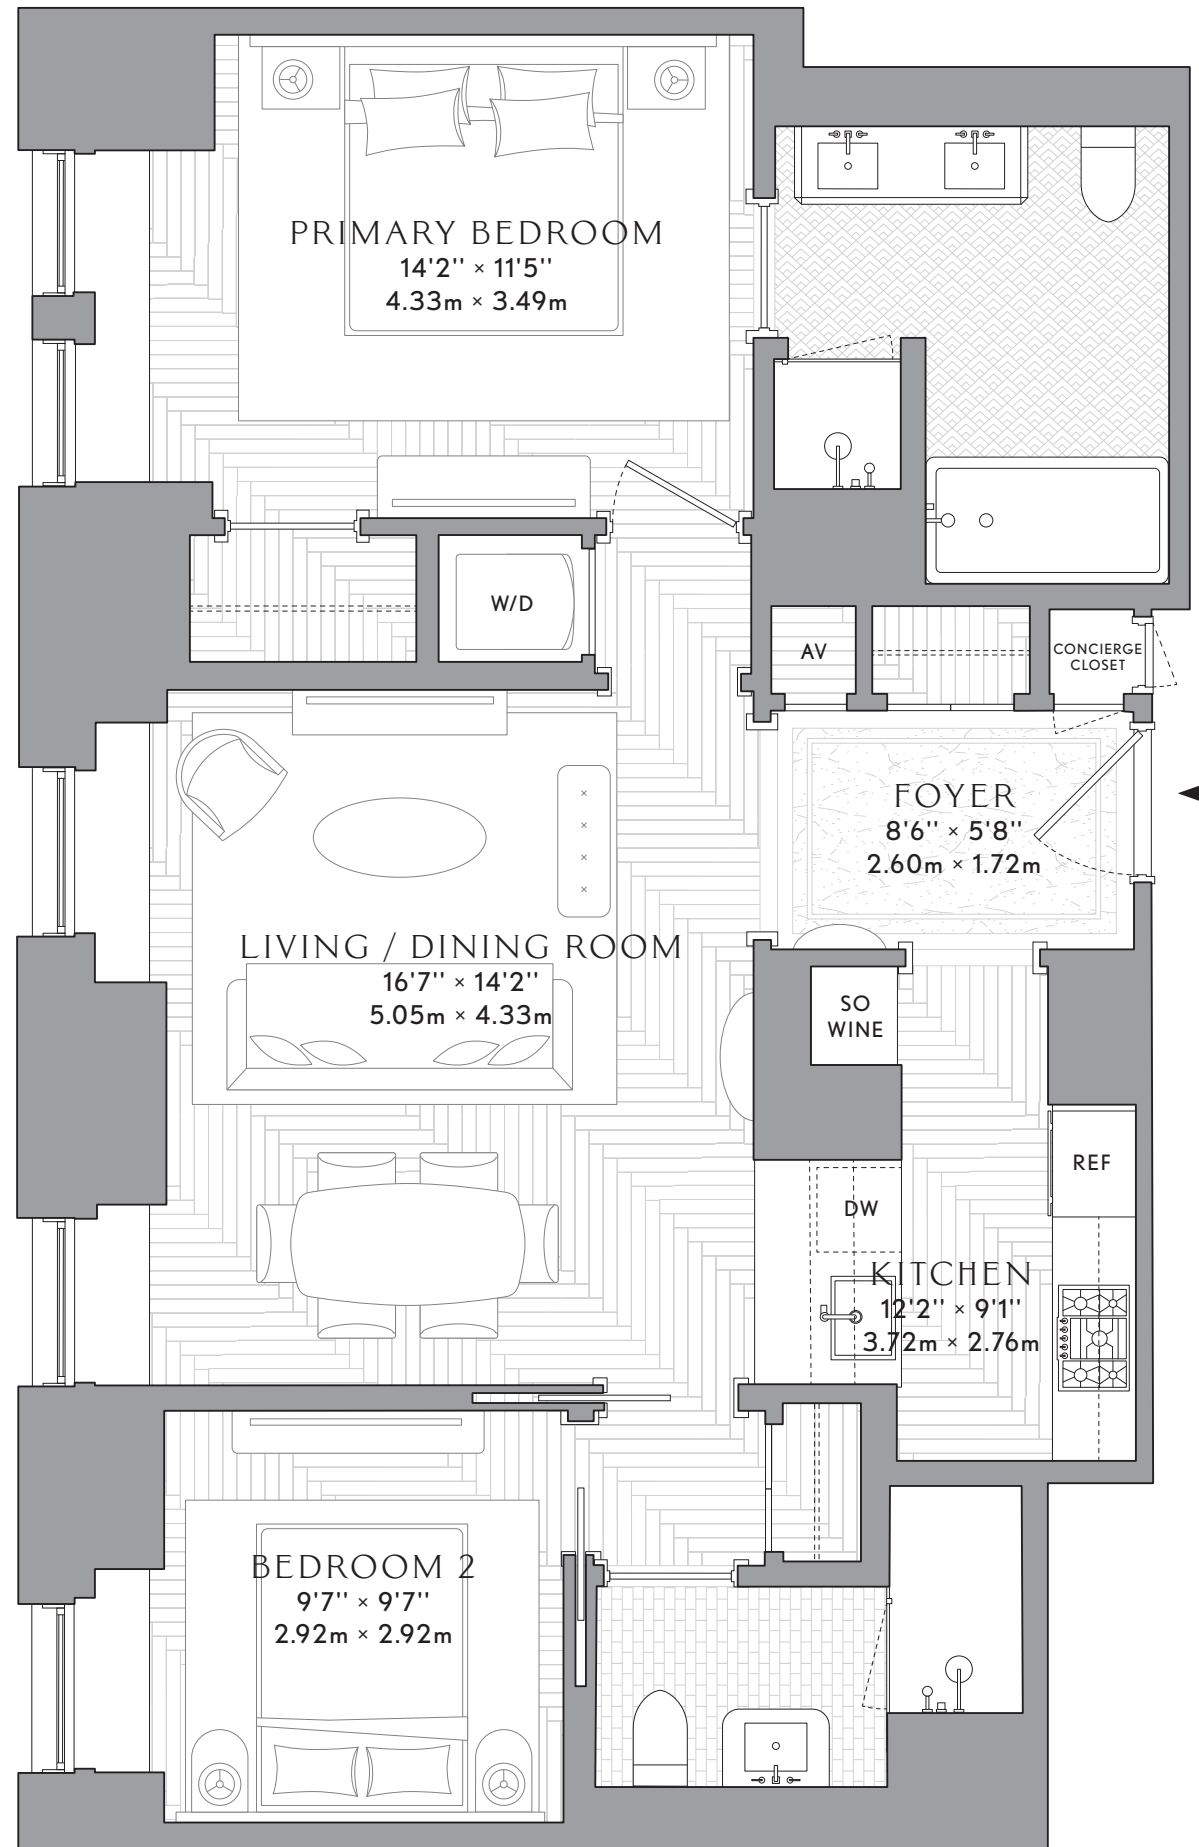 PRIMARY BEDROOM
14'2'' × 11'5''
4.33m × 3.49m
W/D
AV
CONCIERGE
CLOSET
FOYER
8'6'' × 5'8''
2.60m × 1.72m
LIVING / DINING ROOM
16'7'' × 14'2''
5.05m × 4.33m
SO
WINE
REF
DW
KITCHEN
12'2'' × 9'1''
3.72m × 2.76m
BEDROOM 2
9'7'' × 9'7''
2.92m × 2.92m